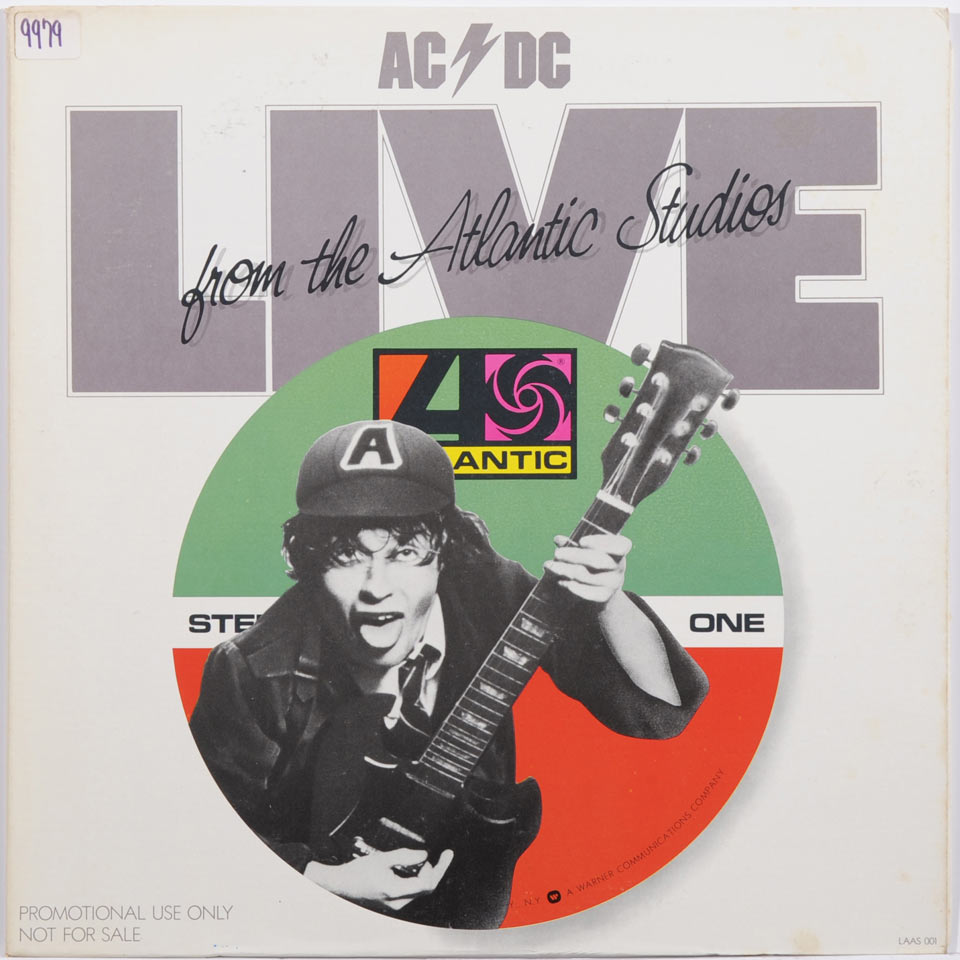 9979
AC DC
LIVE
from the Atlantic Studios
®
ANTIC
A
STE
ONE
Y., N.Y. A WARNER COMMUNICATIONS COMPANY
PROMOTIONAL USE ONLY
NOT FOR SALE
LAAS 001